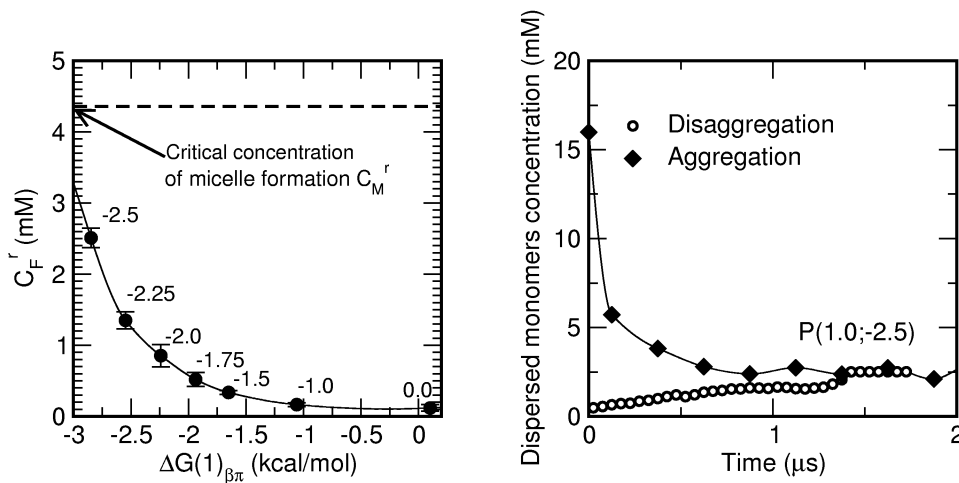 5
4
3
2
1
0
C_F^r (mM)
Critical concentration
of micelle formation C_M^r
-2.5
-2.25
-2.0
-1.75
-1.5
-1.0
0.0
-3 -2.5 -2 -1.5 -1 -0.5 0
ΔG(1)_βπ (kcal/mol)
20
15
10
5
0
Dispersed monomers concentration (mM)
Disaggregation
Aggregation
P(1.0;-2.5)
0 1 2
Time (μs)